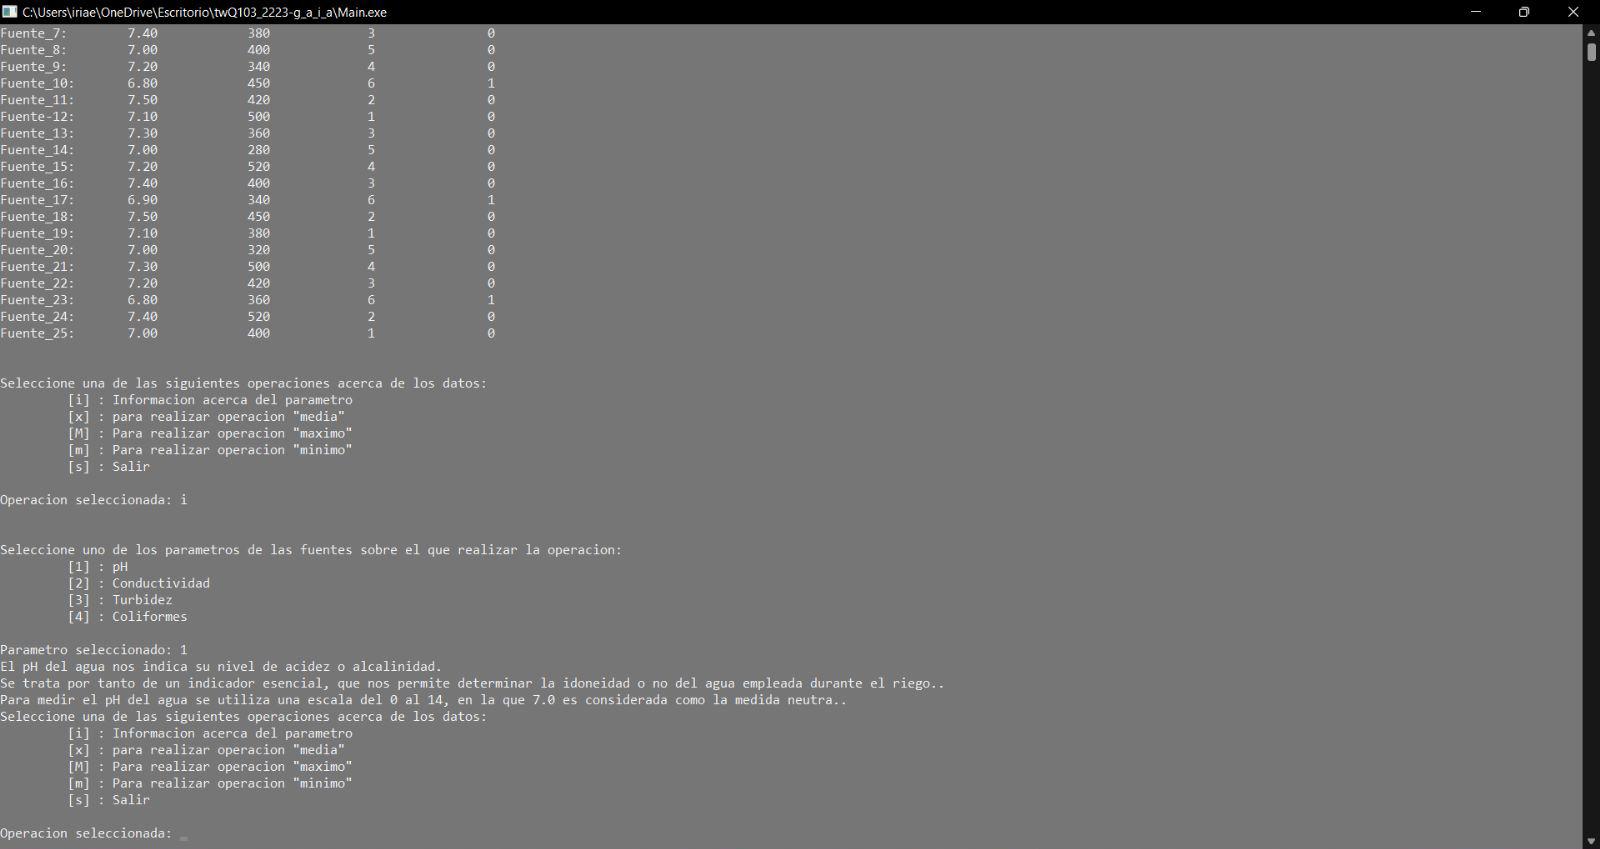 C:\Users\iriae\OneDrive\Escritorio\twQ103_2223-g_a_i_a\Main.exe
Fuente_7: 7.40 380 3 0
Fuente_8: 7.00 400 5 0
Fuente_9: 7.20 340 4 0
Fuente_10: 6.80 450 6 1
Fuente_11: 7.50 420 2 0
Fuente-12: 7.10 500 1 0
Fuente_13: 7.30 360 3 0
Fuente_14: 7.00 280 5 0
Fuente_15: 7.20 520 4 0
Fuente_16: 7.40 400 3 0
Fuente_17: 6.90 340 6 1
Fuente_18: 7.50 450 2 0
Fuente_19: 7.10 380 1 0
Fuente_20: 7.00 320 5 0
Fuente_21: 7.30 500 4 0
Fuente_22: 7.20 420 3 0
Fuente_23: 6.80 360 6 1
Fuente_24: 7.40 520 2 0
Fuente_25: 7.00 400 1 0
Seleccione una de las siguientes operaciones acerca de los datos:
[i] : Informacion acerca del parametro
[x] : para realizar operacion "media"
[M] : Para realizar operacion "maximo"
[m] : Para realizar operacion "minimo"
[s] : Salir
Operacion seleccionada: i
Seleccione uno de los parametros de las fuentes sobre el que realizar la operacion:
[1] : pH
[2] : Conductividad
[3] : Turbidez
[4] : Coliformes
Parametro seleccionado: 1
El pH del agua nos indica su nivel de acidez o alcalinidad.
Se trata por tanto de un indicador esencial, que nos permite determinar la idoneidad o no del agua empleada durante el riego..
Para medir el pH del agua se utiliza una escala del 0 al 14, en la que 7.0 es considerada como la medida neutra..
Seleccione una de las siguientes operaciones acerca de los datos:
[i] : Informacion acerca del parametro
[x] : para realizar operacion "media"
[M] : Para realizar operacion "maximo"
[m] : Para realizar operacion "minimo"
[s] : Salir
Operacion seleccionada: _